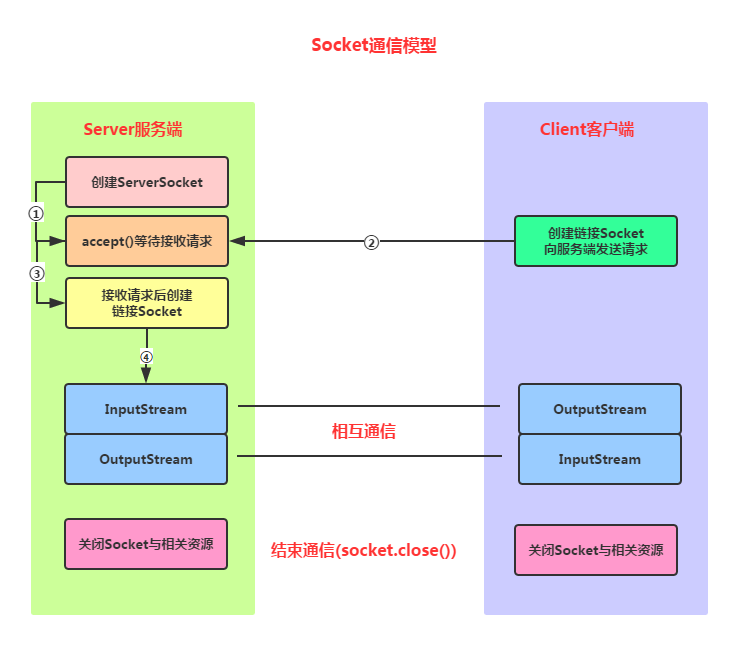 Socket通信模型
Server服务端
Client客户端
创建ServerSocket
①
accept()等待接收请求
②
创建链接Socket
向服务端发送请求
③
接收请求后创建
链接Socket
④
InputStream
OutputStream
相互通信
OutputStream
InputStream
关闭Socket与相关资源
结束通信(socket.close())
关闭Socket与相关资源